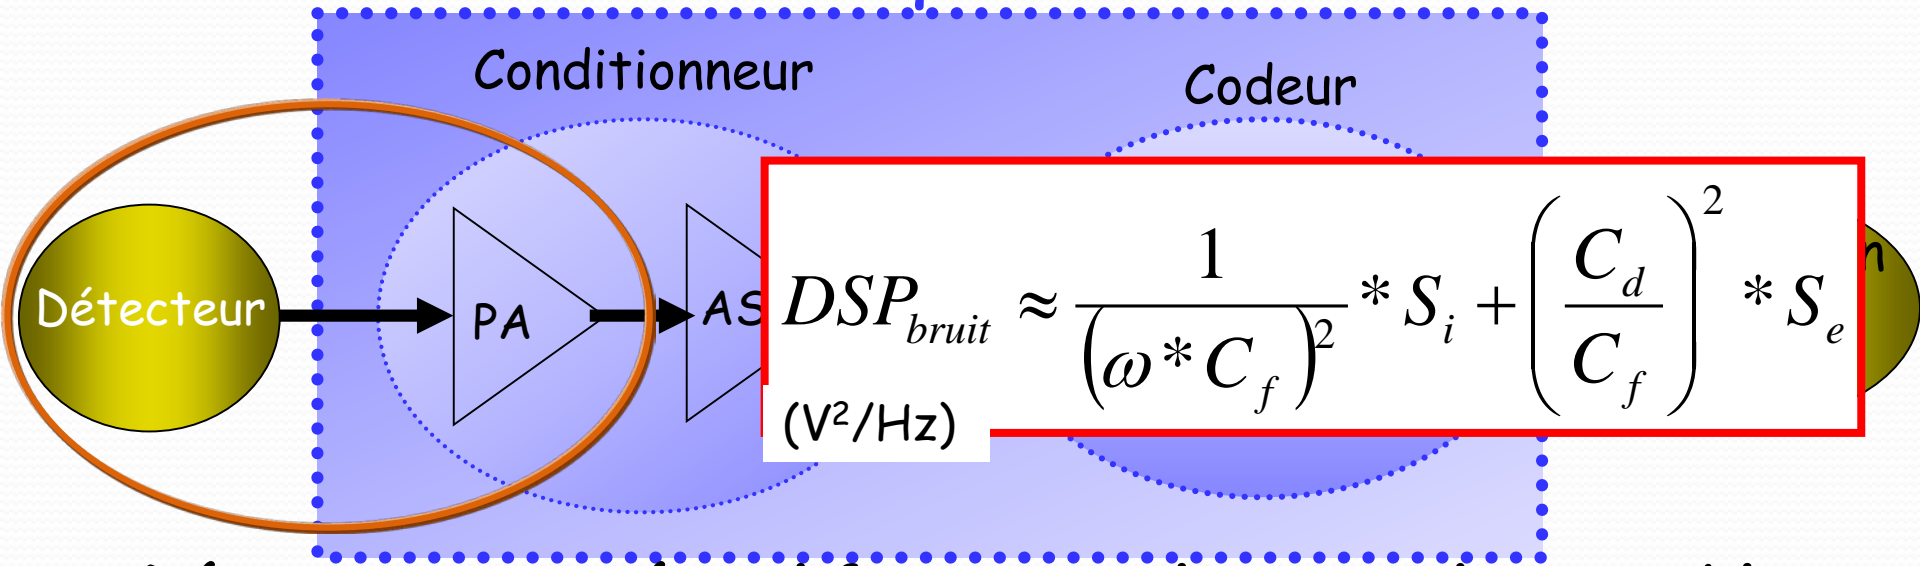 Conditionneur
Codeur
Détecteur
PA
AS
DSP_bruit ≈ 1 / (ω * C_f)² * S_i + (C_d / C_f)² * S_e
(V²/Hz)